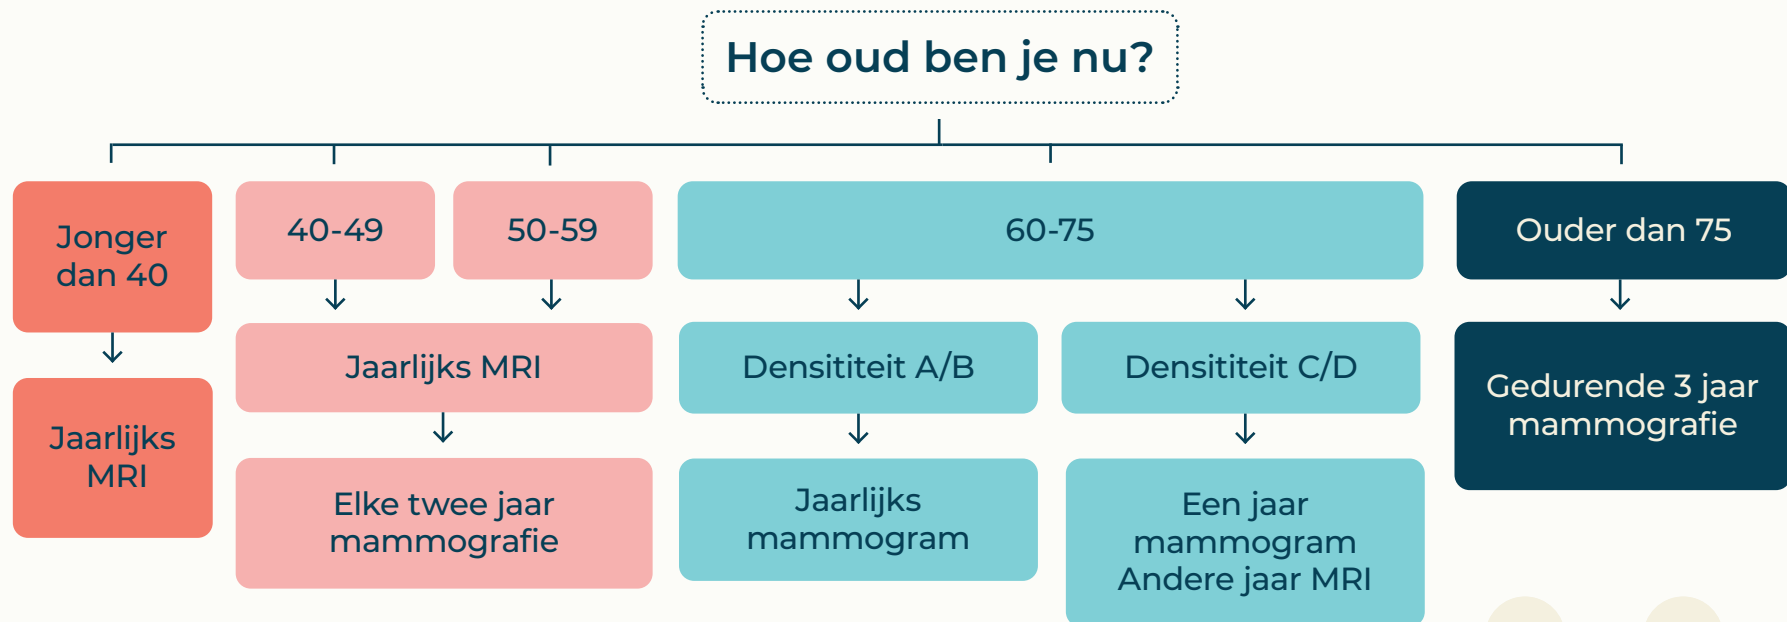 Hoe oud ben je nu?
Jonger
dan 40
Jaarlijks
MRI
40-49
50-59
Jaarlijks MRI
Elke twee jaar
mammografie
60-75
Densititeit A/B
Jaarlijks
mammogram
Densititeit C/D
Een jaar
mammogram
Andere jaar MRI
Ouder dan 75
Gedurende 3 jaar
mammografie